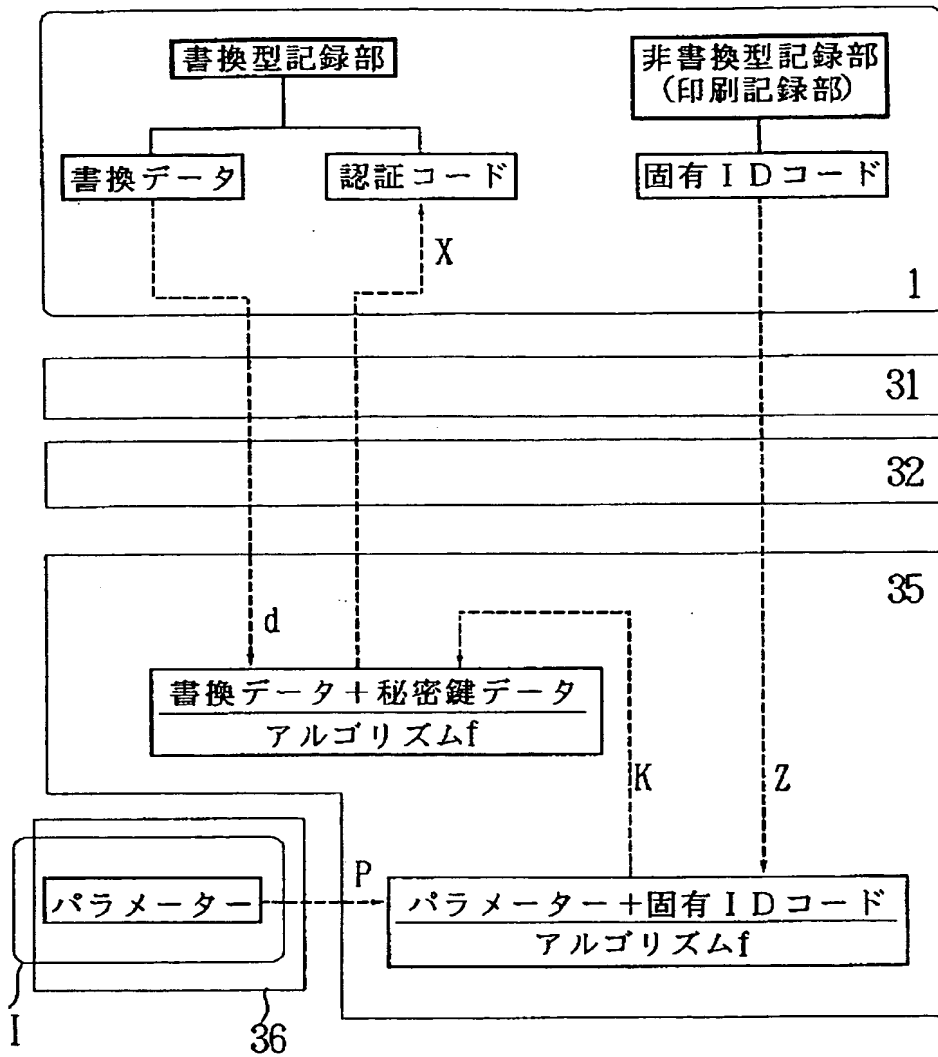 書換型記録部
非書換型記録部
(印刷記録部)
書換データ
認証コード
固有IDコード
X
1
31
32
35
d
書換データ+秘密鍵データ
アルゴリズムf
K
Z
パラメーター
P
パラメーター+固有IDコード
アルゴリズムf
I
36